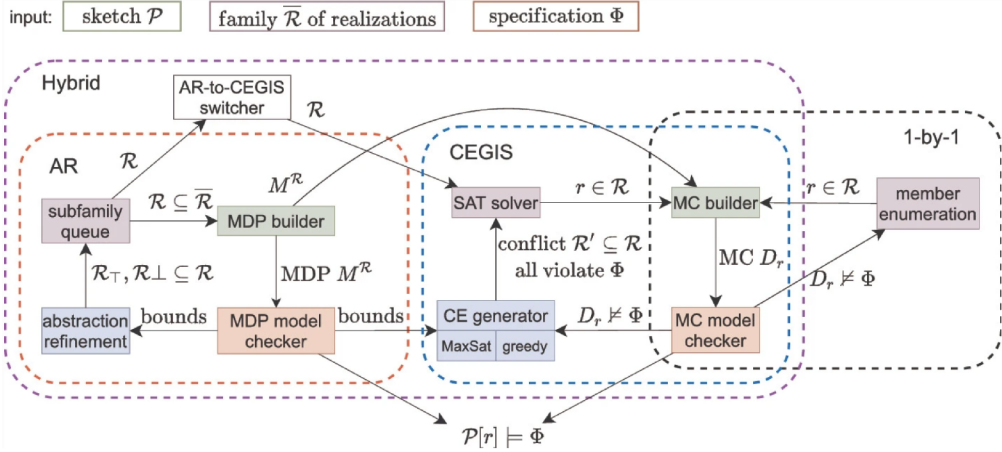 input: sketch 𝒫 family ℛ̅ of realizations specification Φ
Hybrid
AR-to-CEGIS
switcher
ℛ
1-by-1
AR
CEGIS
ℛ
M^ℛ
subfamily
queue
ℛ ⊆ ℛ̅
MDP builder
SAT solver
r ∈ ℛ
MC builder
r ∈ ℛ
member
enumeration
conflict ℛ′ ⊆ ℛ
all violate Φ
ℛ⊤, ℛ⊥ ⊆ ℛ
MDP M^ℛ
MC D_r
D_r ⊭ Φ
abstraction
refinement
bounds
MDP model
checker
bounds
CE generator
MaxSat greedy
D_r ⊭ Φ
MC model
checker
𝒫[r] ⊨ Φ